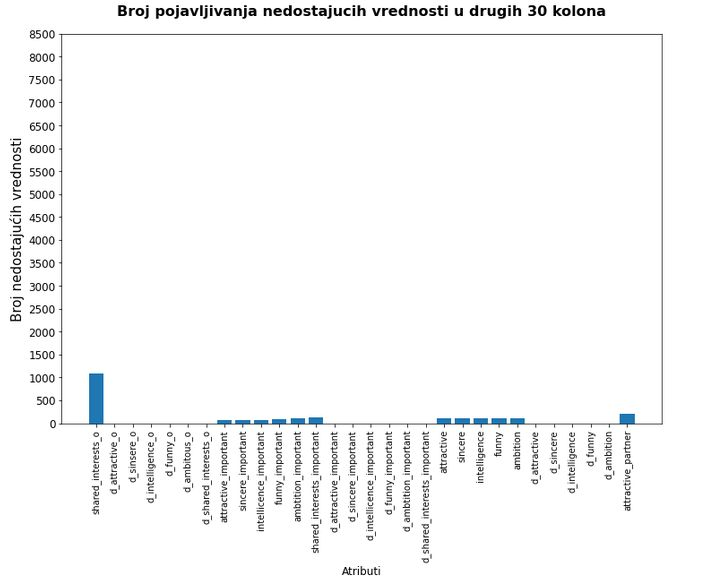 Broj pojavljivanja nedostajucih vrednosti u drugih 30 kolona
Broj nedostajućih vrednosti
8500
8000
7500
7000
6500
6000
5500
5000
4500
4000
3500
3000
2500
2000
1500
1000
500
0
shared_interests_o
d_attractive_o
d_sinsere_o
d_intelligence_o
d_funny_o
d_ambitous_o
d_shared_interests_o
attractive_important
sincere_important
intellicence_important
funny_important
ambtition_important
shared_interests_important
d_attractive_important
d_sincere_important
d_intellicence_important
d_funny_important
d_ambtition_important
d_shared_interests_important
attractive
sincere
intelligence
funny
ambition
d_attractive
d_sincere
d_intelligence
d_funny
d_ambition
attractive_partner
Atributi